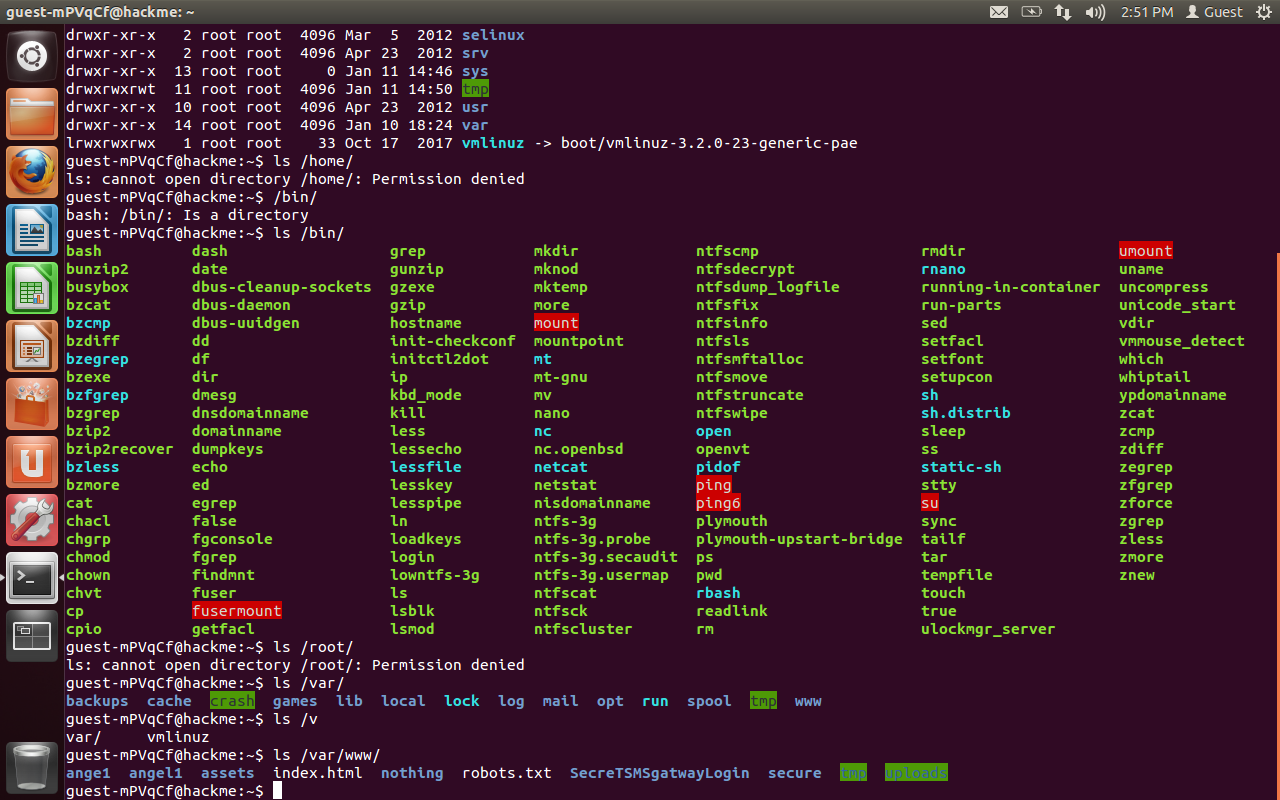 guest-mPVqCf@hackme: ~ 2:51 PM Guest
drwxr-xr-x   2 root root  4096 Mar  5  2012 selinux
drwxr-xr-x   2 root root  4096 Apr 23  2012 srv
drwxr-xr-x  13 root root     0 Jan 11 14:46 sys
drwxrwxrwt  11 root root  4096 Jan 11 14:50 tmp
drwxr-xr-x  10 root root  4096 Apr 23  2012 usr
drwxr-xr-x  14 root root  4096 Jan 10 18:24 var
lrwxrwxrwx   1 root root    33 Oct 17  2017 vmlinuz -> boot/vmlinuz-3.2.0-23-generic-pae
guest-mPVqCf@hackme:~$ ls /home/
ls: cannot open directory /home/: Permission denied
guest-mPVqCf@hackme:~$ /bin/
bash: /bin/: Is a directory
guest-mPVqCf@hackme:~$ ls /bin/
bash dash grep mkdir ntfscmp rmdir umount
bunzip2 date gunzip mknod ntfsdecrypt rnano uname
busybox dbus-cleanup-sockets gzexe mktemp ntfsdump_logfile running-in-container uncompress
bzcat dbus-daemon gzip more ntfsfix run-parts unicode_start
bzcmp dbus-uuidgen hostname mount ntfsinfo sed vdir
bzdiff dd init-checkconf mountpoint ntfsls setfacl vmmouse_detect
bzegrep df initctl2dot mt ntfsmftalloc setfont which
bzexe dir ip mt-gnu ntfsmove setupcon whiptail
bzfgrep dmesg kbd_mode mv ntfstruncate sh ypdomainname
bzgrep dnsdomainname kill nano ntfswipe sh.distrib zcat
bzip2 domainname less nc open sleep zcmp
bzip2recover dumpkeys lessecho nc.openbsd openvt ss zdiff
bzless echo lessfile netcat pidof static-sh zegrep
bzmore ed lesskey netstat ping stty zfgrep
cat egrep lesspipe nisdomainname ping6 su zforce
chacl false ln ntfs-3g plymouth sync zgrep
chgrp fgconsole loadkeys ntfs-3g.probe plymouth-upstart-bridge tailf zless
chmod fgrep login ntfs-3g.secaudit ps tar zmore
chown findmnt lowntfs-3g ntfs-3g.usermap pwd tempfile znew
chvt fuser ls ntfscat rbash touch
cp fusermount lsblk ntfsck readlink true
cpio getfacl lsmod ntfscluster rm ulockmgr_server
guest-mPVqCf@hackme:~$ ls /root/
ls: cannot open directory /root/: Permission denied
guest-mPVqCf@hackme:~$ ls /var/
backups cache crash games lib local lock log mail opt run spool tmp www
guest-mPVqCf@hackme:~$ ls /v
var/ vmlinuz
guest-mPVqCf@hackme:~$ ls /var/www/
ange1 angel1 assets index.html nothing robots.txt SecreTSMSgatwayLogin secure tmp uploads
guest-mPVqCf@hackme:~$